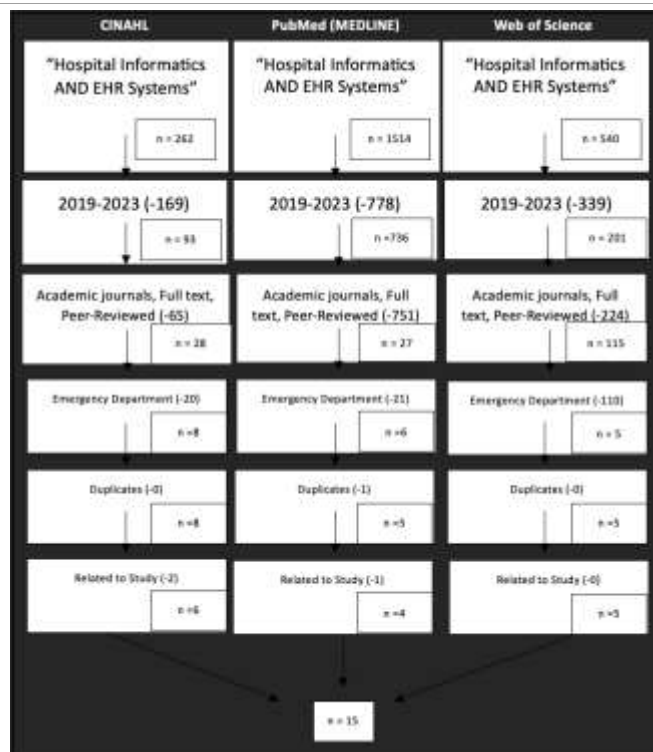 CINAHL
PubMed (MEDLINE)
Web of Science
"Hospital Informatics
AND EHR Systems"
n = 262
"Hospital Informatics
AND EHR Systems"
n = 1514
"Hospital Informatics
AND EHR Systems"
n = 540
2019-2023 (-169)
n = 93
2019-2023 (-778)
n =736
2019-2023 (-339)
n = 201
Academic journals, Full text,
Peer-Reviewed (-65)
n = 28
Academic journals, Full
text, Peer-Reviewed (-751)
n = 27
Academic journals, Full
text, Peer-Reviewed (-224)
n = 115
Emergency Department (-20)
n =8
Emergency Department (-21)
n =6
Emergency Department (-110)
n = 5
Duplicates (-0)
n =8
Duplicates (-1)
n =5
Duplicates (-0)
n =5
Related to Study (-2)
n =6
Related to Study (-1)
n =4
Related to Study (-0)
n =5
n = 15